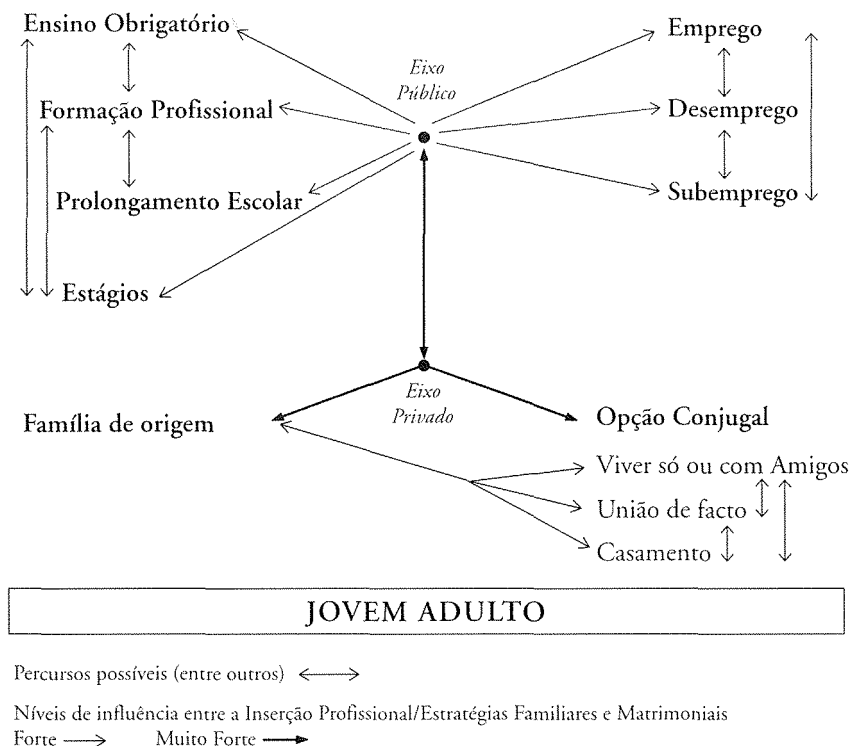 Ensino Obrigatório
Emprego
Eixo
Público
Formação Profissional
Desemprego
Prolongamento Escolar
Subemprego
Estágios
Família de origem
Eixo
Privado
Opção Conjugal
Viver só ou com Amigos
União de facto
Casamento
JOVEM ADULTO
Percursos possíveis (entre outros)
Níveis de influência entre a Inserção Profissional/Estratégias Familiares e Matrimoniais
Forte Muito Forte